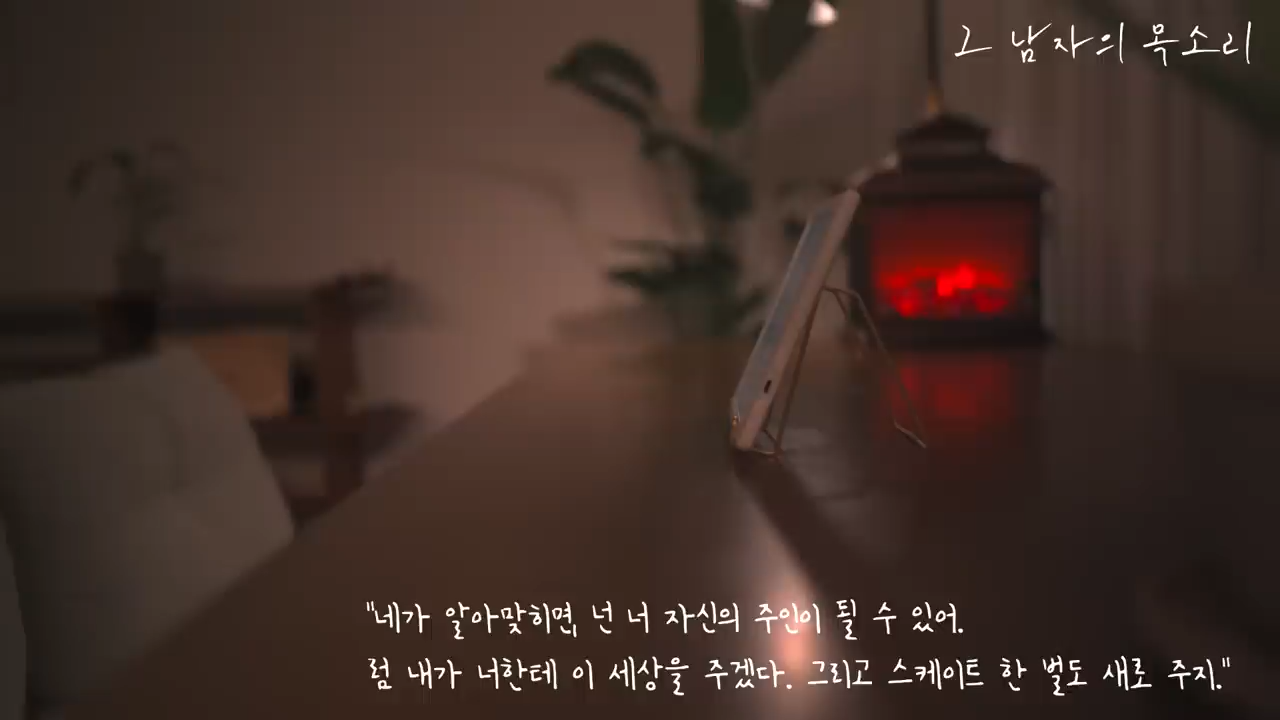 그 남자의 목소리
"네가 알아맞히면, 넌 너 자신의 주인이 될 수 있어.
럼 내가 너한테 이 세상을 주겠다. 그리고 스케이트 한 벌도 새로 주지."